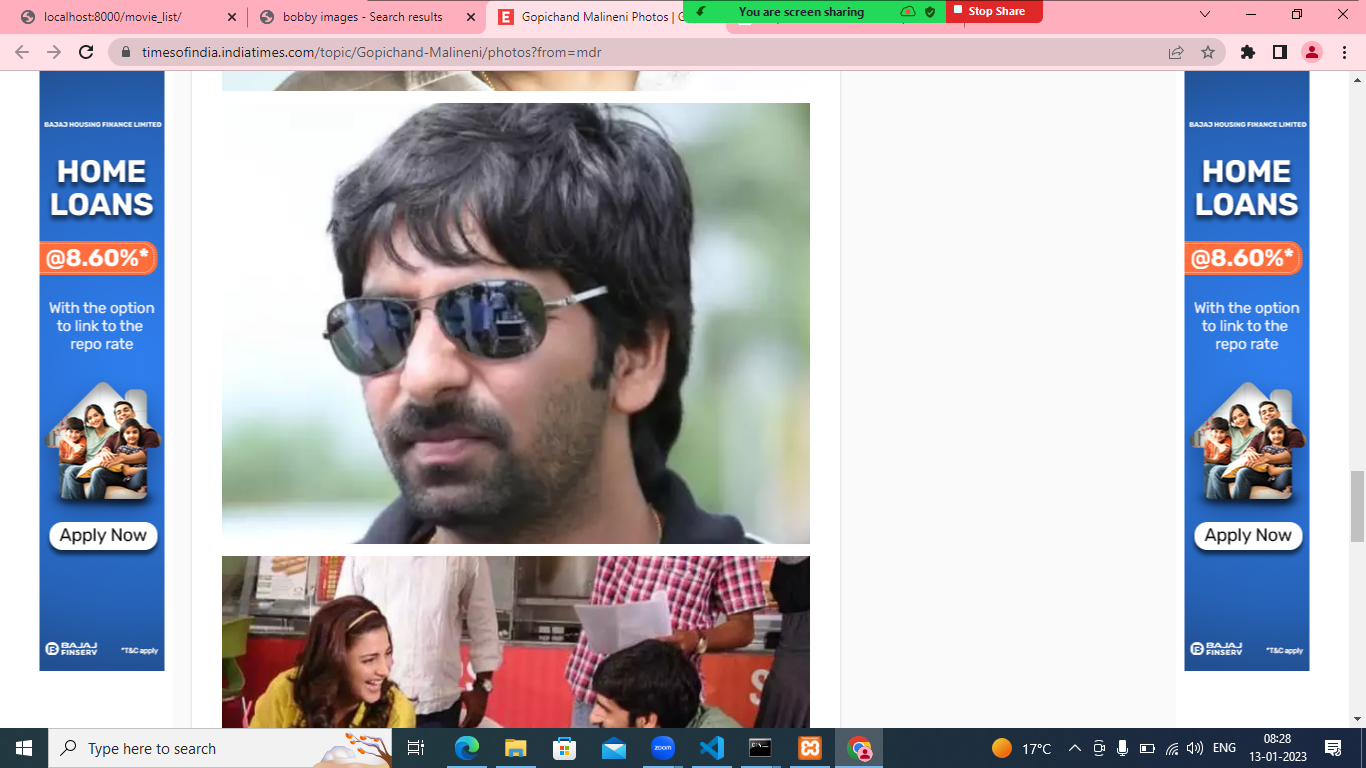 localhost:8000/movie_list/
bobby images - Search results
Gopichand Malineni Photos | G
You are screen sharing
Stop Share
timesofindia.indiatimes.com/topic/Gopichand-Malineni/photos?from=mdr
BAJAJ HOUSING FINANCE LIMITED
HOME
LOANS
@8.60%*
With the option
to link to the
repo rate
Apply Now
BAJAJ
FINSERV
*T&C apply
BAJAJ HOUSING FINANCE LIMITED
HOME
LOANS
@8.60%*
With the option
to link to the
repo rate
Apply Now
BAJAJ
FINSERV
*T&C apply
Type here to search
zoom
17°C
ENG
08:28
13-01-2023